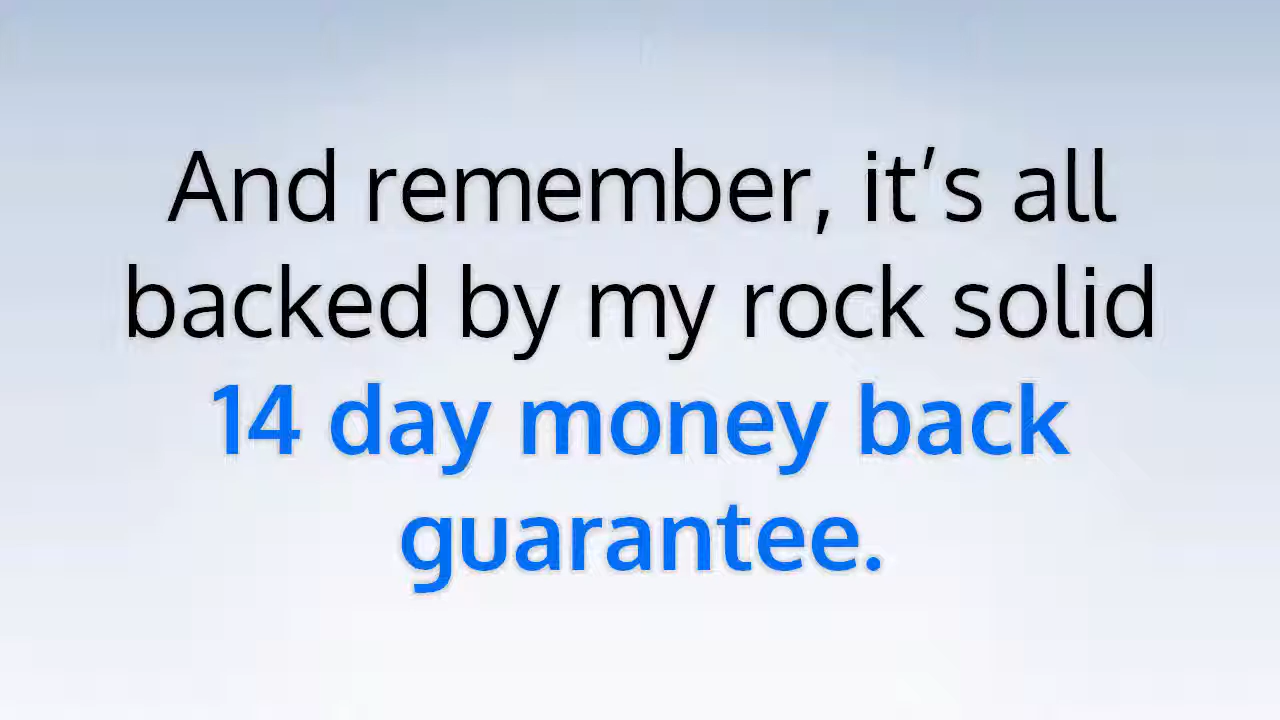 And remember, it's all
backed by my rock solid
14 day money back
guarantee.